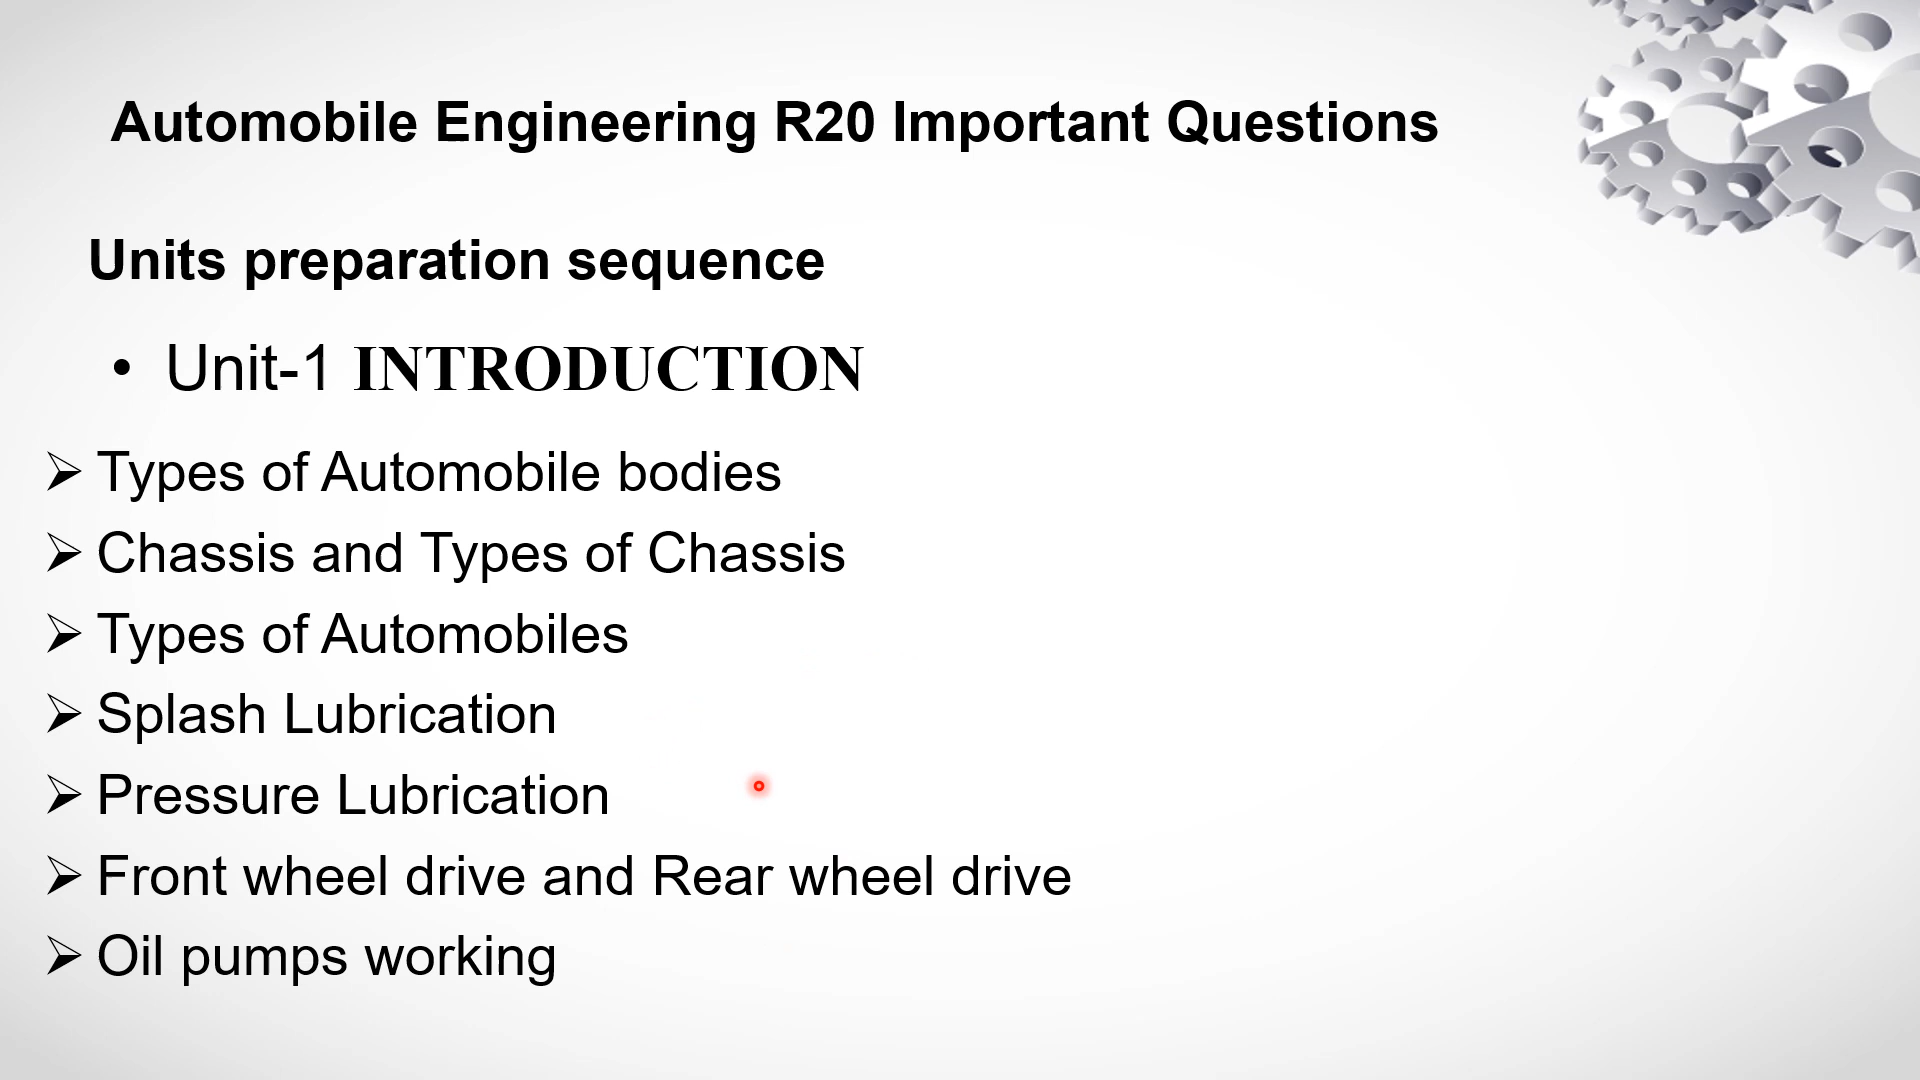 Automobile Engineering R20 Important Questions
Units preparation sequence
• Unit-1 INTRODUCTION
➢ Types of Automobile bodies
➢ Chassis and Types of Chassis
➢ Types of Automobiles
➢ Splash Lubrication
➢ Pressure Lubrication
➢ Front wheel drive and Rear wheel drive
➢ Oil pumps working